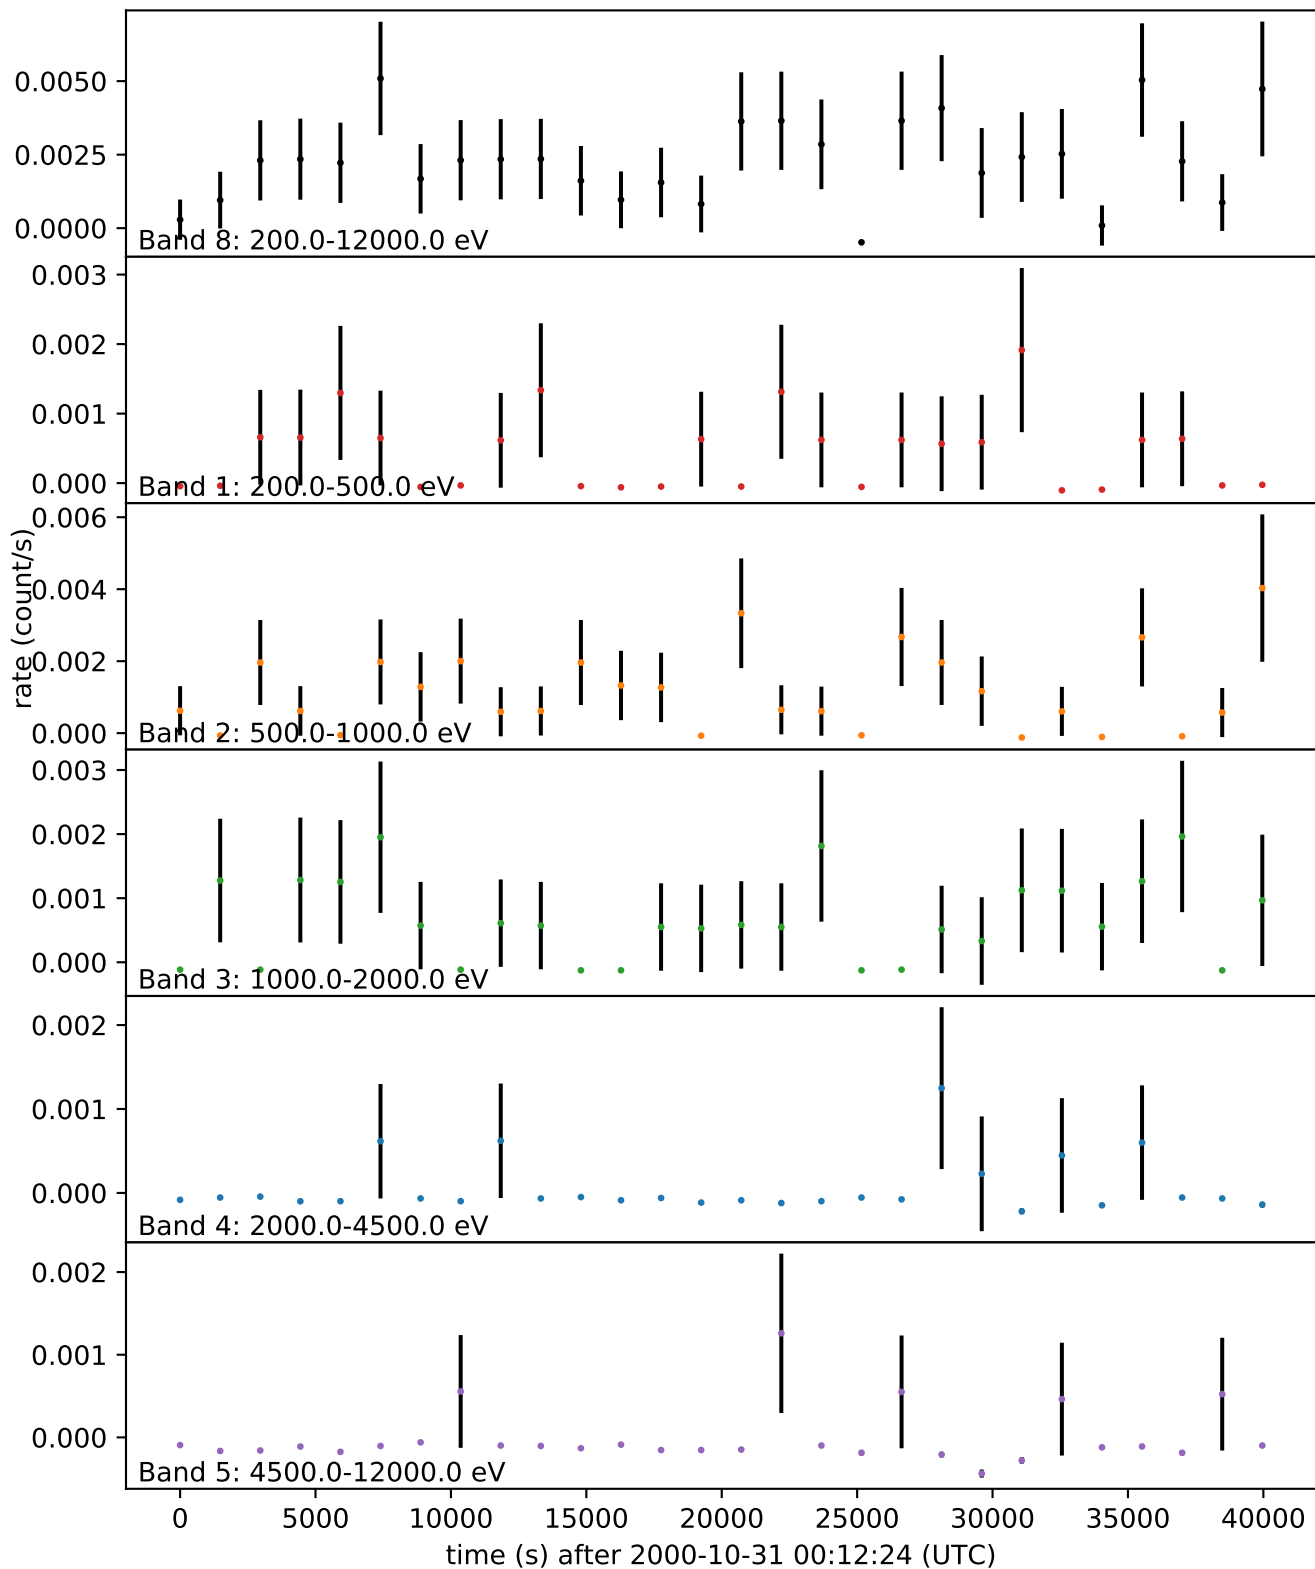 0.0050
0.0025
0.0000
Band 8: 200.0-12000.0 eV
0.003
0.002
0.001
0.000
Band 1: 200.0-500.0 eV
0.006
0.004
0.002
0.000
Band 2: 500.0-1000.0 eV
rate (count/s)
0.003
0.002
0.001
0.000
Band 3: 1000.0-2000.0 eV
0.002
0.001
0.000
Band 4: 2000.0-4500.0 eV
0.002
0.001
0.000
Band 5: 4500.0-12000.0 eV
0 5000 10000 15000 20000 25000 30000 35000 40000
time (s) after 2000-10-31 00:12:24 (UTC)